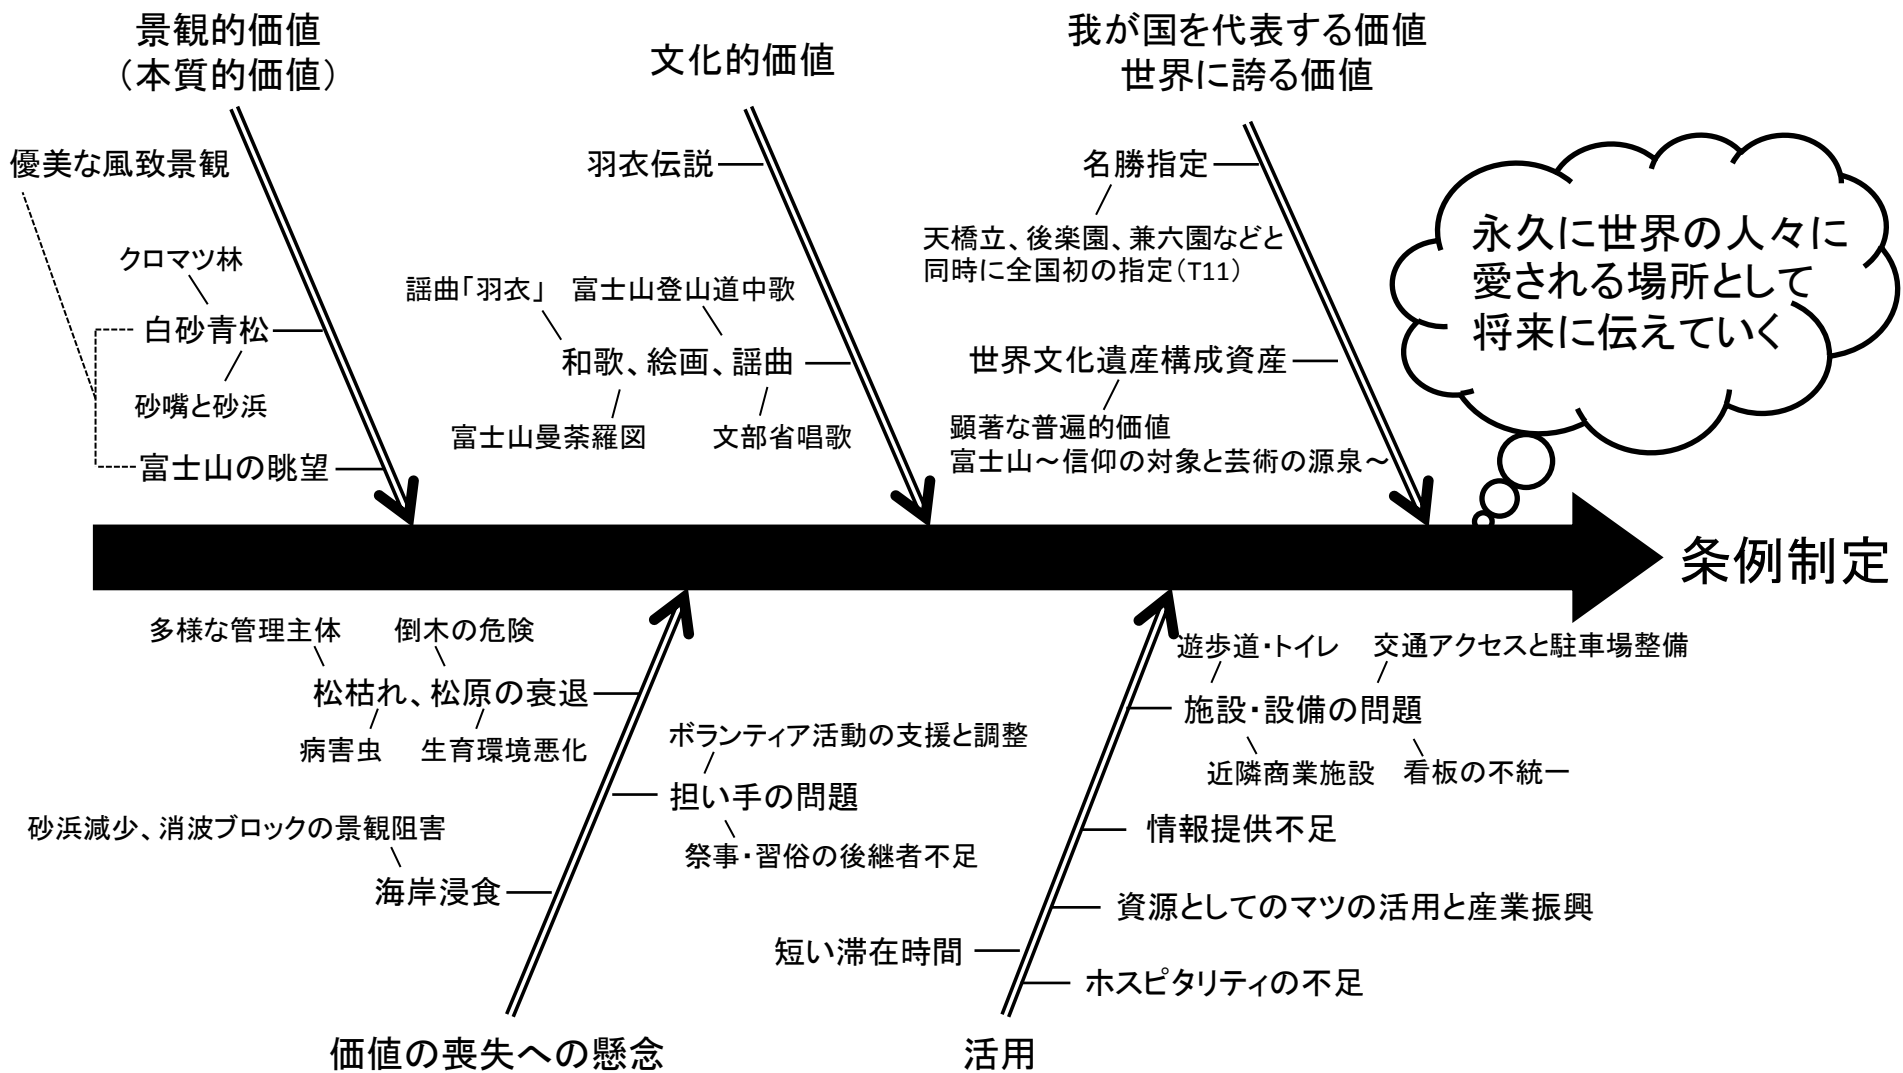 景観的価値
（本質的価値）
優美な風致景観
クロマツ林
白砂青松
砂嘴と砂浜
富士山の眺望
文化的価値
羽衣伝説
謡曲「羽衣」
富士山登山道中歌
和歌、絵画、謡曲
富士山曼荼羅図
文部省唱歌
我が国を代表する価値
世界に誇る価値
名勝指定
天橋立、後楽園、兼六園などと
同時に全国初の指定（T11）
世界文化遺産構成資産
顕著な普遍的価値
富士山～信仰の対象と芸術の源泉～
永久に世界の人々に
愛される場所として
将来に伝えていく
条例制定
多様な管理主体
倒木の危険
松枯れ、松原の衰退
病害虫
生育環境悪化
ボランティア活動の支援と調整
担い手の問題
祭事・習俗の後継者不足
砂浜減少、消波ブロックの景観阻害
海岸浸食
価値の喪失への懸念
遊歩道・トイレ
交通アクセスと駐車場整備
施設・設備の問題
近隣商業施設
看板の不統一
情報提供不足
資源としてのマツの活用と産業振興
短い滞在時間
ホスピタリティの不足
活用